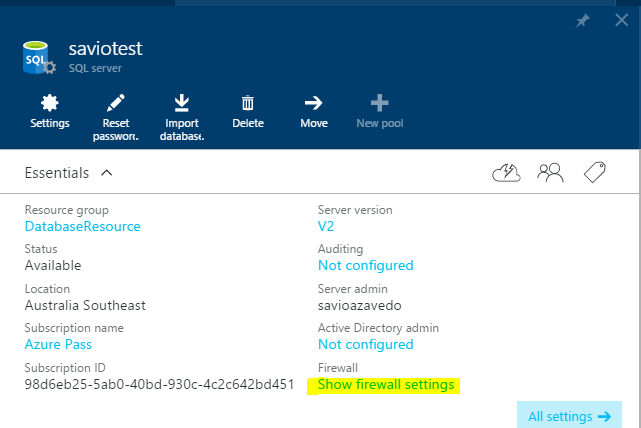 saviotest
SQL
SQL server
Settings
Reset
passwor..
Import
database..
Delete
Move
New pool
Essentials
Resource group
DatabaseResource
Server version
V2
Status
Available
Auditing
Not configured
Location
Australia Southeast
Server admin
savioazavedo
Subscription name
Azure Pass
Active Directory admin
Not configured
Subscription ID
98d6eb25-5ab0-40bd-930c-4c2c642bd451
Firewall
Show firewall settings
All settings